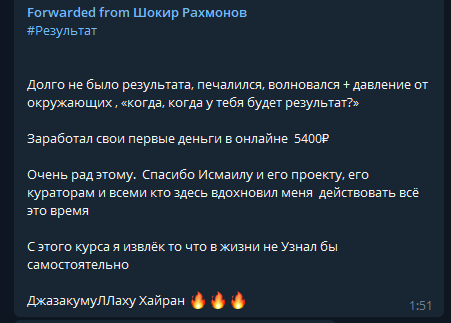 Forwarded from Шокир Рахмонов
#Результат
Долго не было результата, печалился, волновался + давление от
окружающих , «когда, когда у тебя будет результат?»
Заработал свои первые деньги в онлайне 5400₽
Очень рад этому. Спасибо Исмаилу и его проекту, его
кураторам и всеми кто здесь вдохновил меня действовать всё
это время
С этого курса я извлёк то что в жизни не Узнал бы
самостоятельно
ДжазакумуЛЛаху Хайран 🔥🔥🔥
1:51